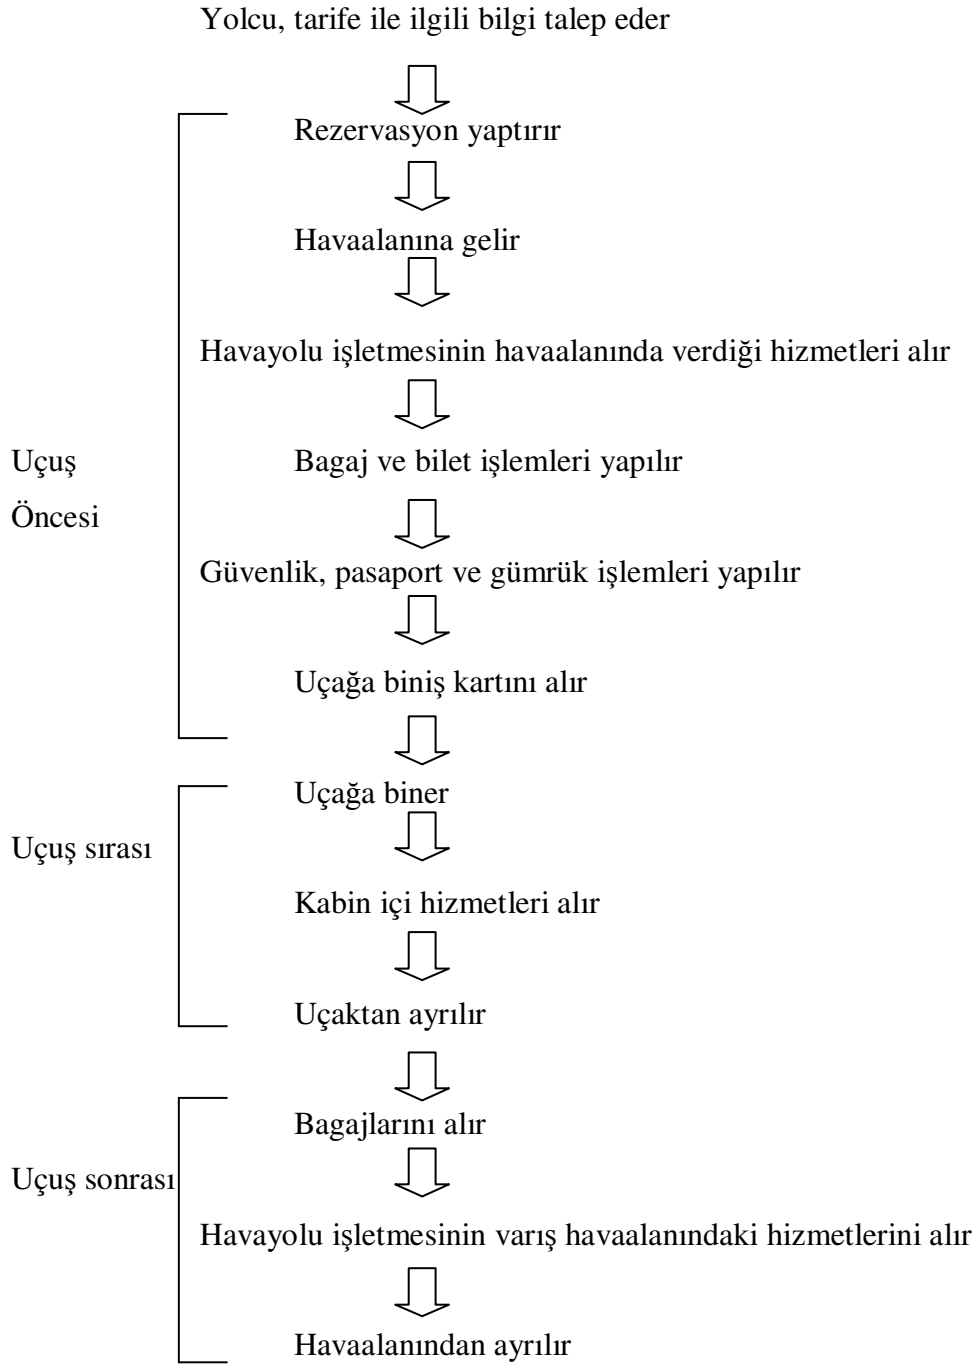 Yolcu, tarife ile ilgili bilgi talep eder
Rezervasyon yaptırır
Havaalanına gelir
Havayolu işletmesinin havaalanında verdiği hizmetleri alır
Uçuş
Öncesi
Bagaj ve bilet işlemleri yapılır
Güvenlik, pasaport ve gümrük işlemleri yapılır
Uçağa biniş kartını alır
Uçağa biner
Uçuş sırası
Kabin içi hizmetleri alır
Uçaktan ayrılır
Bagajlarını alır
Uçuş sonrası
Havayolu işletmesinin varış havaalanındaki hizmetlerini alır
Havaalanından ayrılır